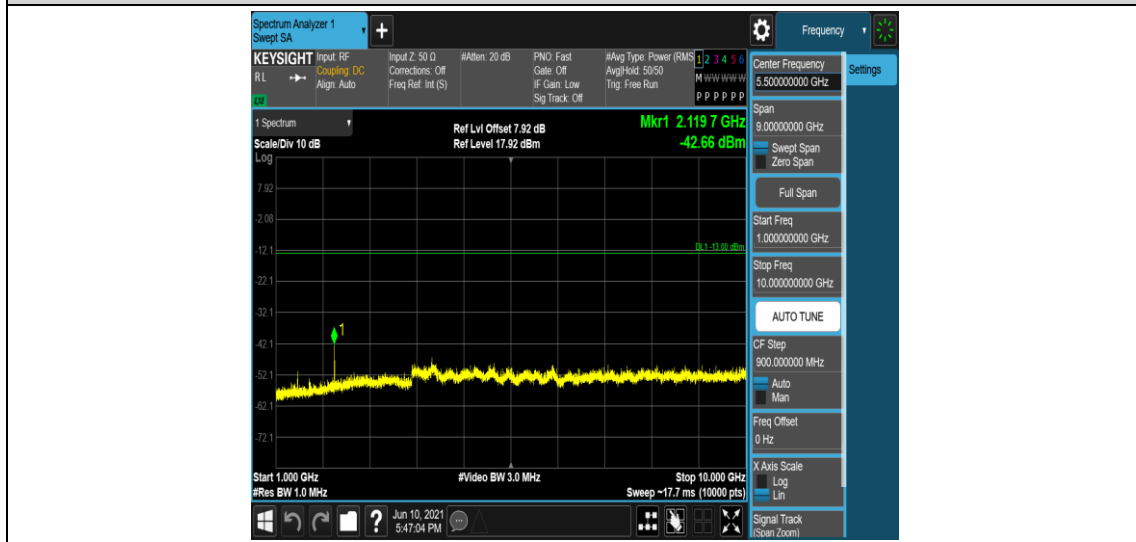 Spectrum Analyzer 1
Swept SA
+
Frequency
KEYSIGHT
RL
Input: RF
Coupling: DC
Align: Auto
Input Z: 50 Ω
Corrections: Off
Freq Ref: Int (S)
#Atten: 20 dB
PNO: Fast
Gate: Off
IF Gain: Low
Sig Track: Off
#Avg Type: Power (RMS
Avg|Hold: 50/50
Trig: Free Run
1 2 3 4 5 6
M W W W W W
P P P P P P
Center Frequency
5.500000000 GHz
Settings
1 Spectrum
Scale/Div 10 dB
Ref Lvl Offset 7.92 dB
Ref Level 17.92 dBm
Mkr1 2.119 7 GHz
-42.66 dBm
Span
9.00000000 GHz
Swept Span
Zero Span
Full Span
Start Freq
1.000000000 GHz
Stop Freq
10.000000000 GHz
AUTO TUNE
CF Step
900.000000 MHz
Auto
Man
Freq Offset
0 Hz
X Axis Scale
Log
Lin
Signal Track
(Span Zoom)
Log
7.92
-2.08
-12.1
DL1 -13.00 dBm
-22.1
-32.1
1
-42.1
-52.1
-62.1
-72.1
Start 1.000 GHz
#Video BW 3.0 MHz
Stop 10.000 GHz
#Res BW 1.0 MHz
Sweep ~17.7 ms (10000 pts)
?
Jun 10, 2021
5:47:04 PM